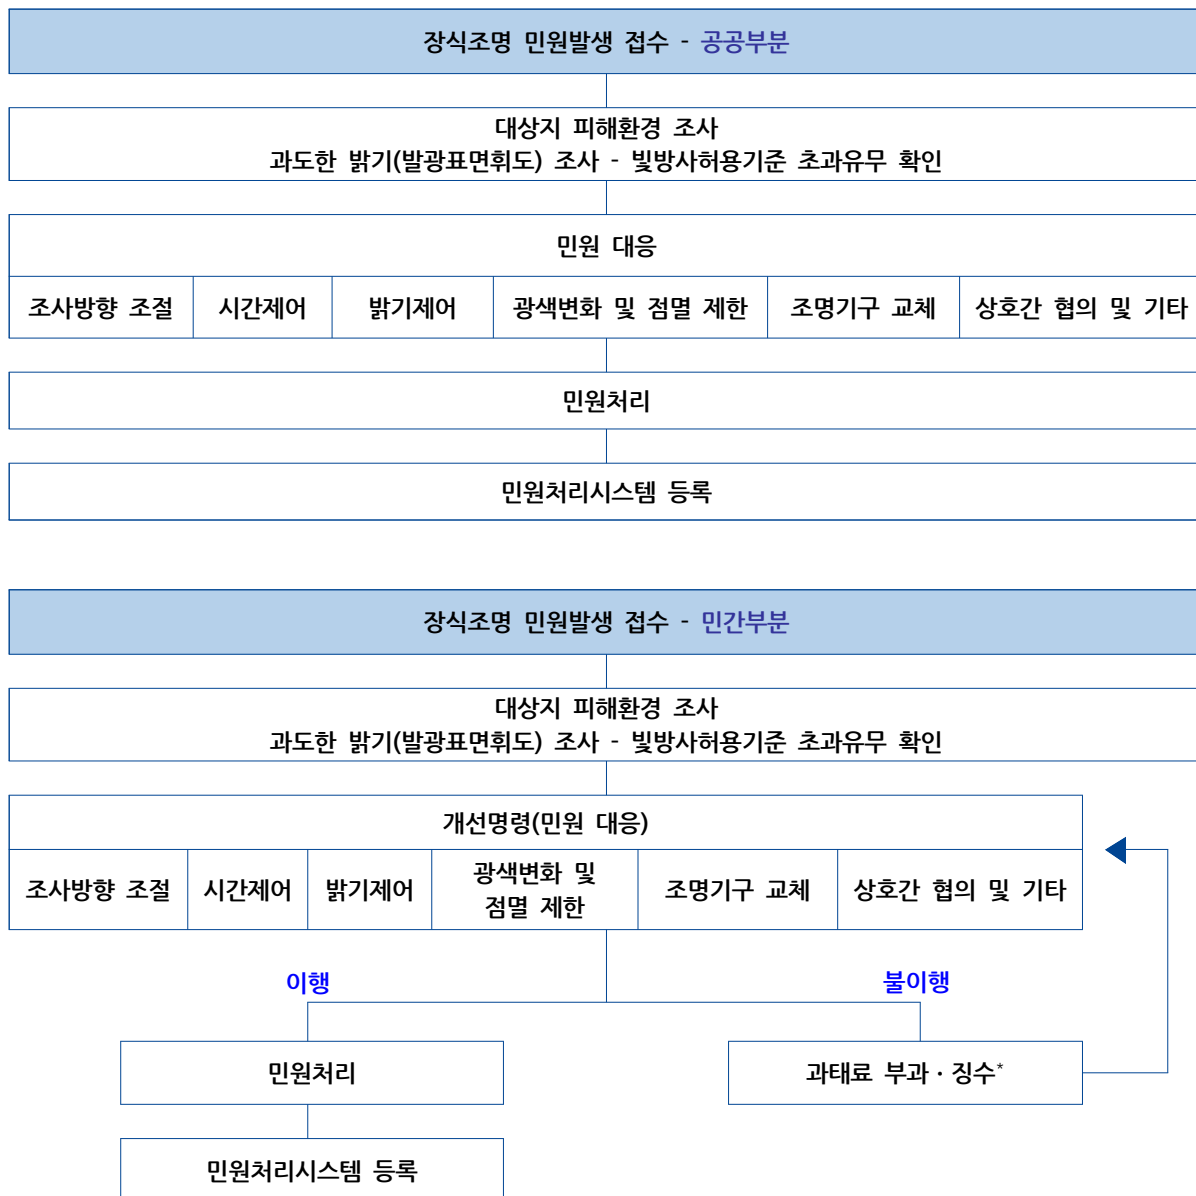 장식조명 민원발생 접수 - 공공부분
대상지 피해환경 조사
과도한 밝기(발광표면휘도) 조사 - 빛방사허용기준 초과유무 확인
민원 대응
조사방향 조절
시간제어
밝기제어
광색변화 및 점멸 제한
조명기구 교체
상호간 협의 및 기타
민원처리
민원처리시스템 등록
장식조명 민원발생 접수 - 민간부분
대상지 피해환경 조사
과도한 밝기(발광표면휘도) 조사 - 빛방사허용기준 초과유무 확인
개선명령(민원 대응)
조사방향 조절
시간제어
밝기제어
광색변화 및
점멸 제한
조명기구 교체
상호간 협의 및 기타
이행
불이행
민원처리
과태료 부과·징수*
민원처리시스템 등록